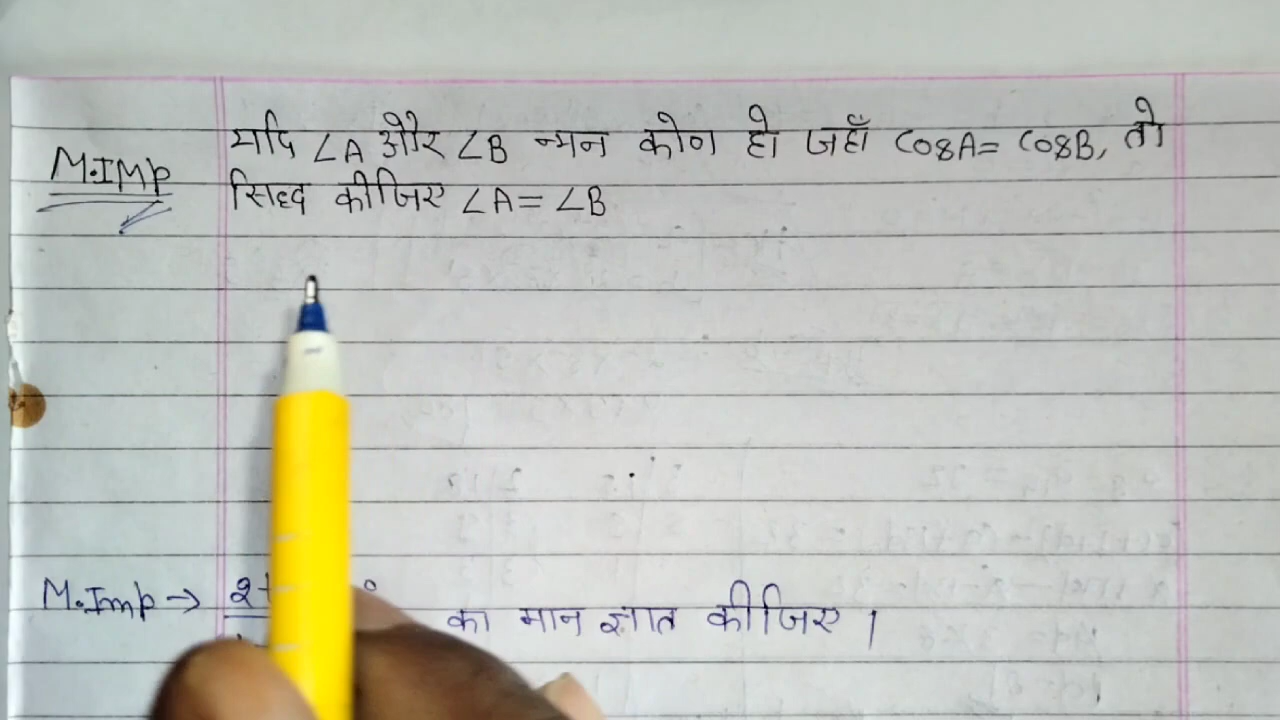 M.IMP यदि ∠A और ∠B न्यून कोण हो जहाँ CosA= CosB, तो
सिध्द कीजिए ∠A= ∠B
M.Imp → का मान ज्ञात कीजिए।